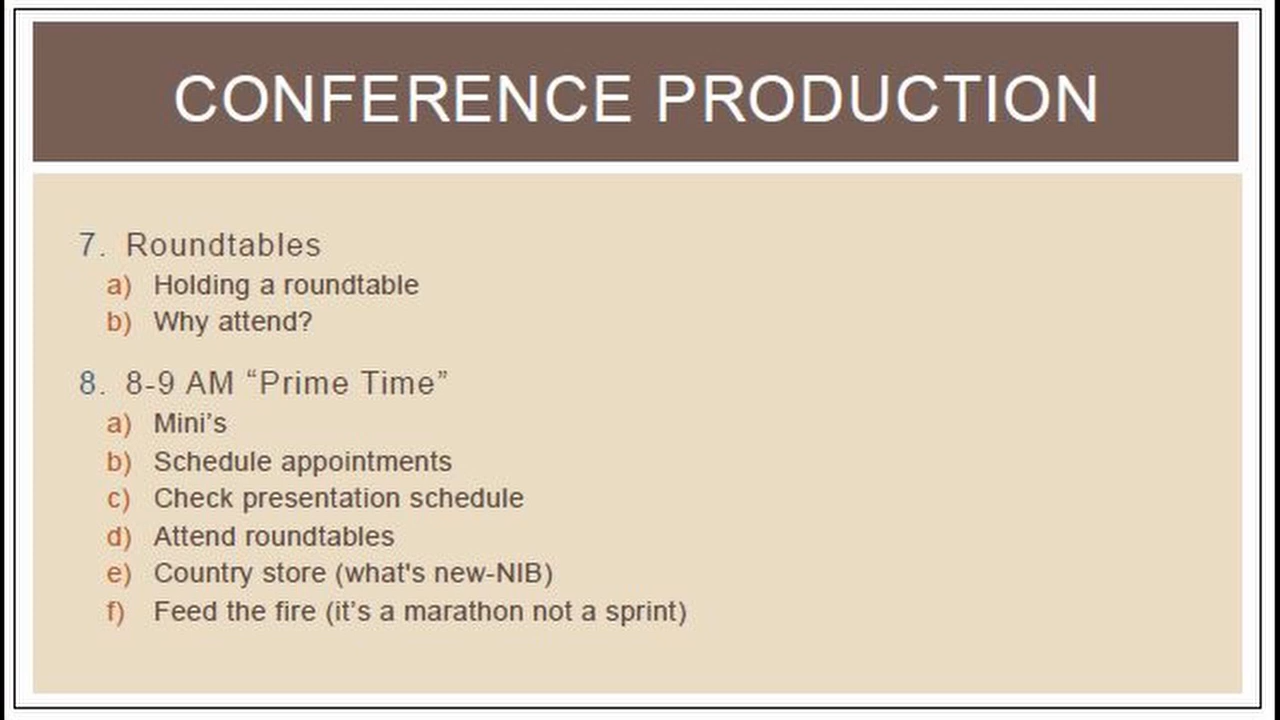 CONFERENCE PRODUCTION
7. Roundtables
a) Holding a roundtable
b) Why attend?
8. 8-9 AM “Prime Time”
a) Mini’s
b) Schedule appointments
c) Check presentation schedule
d) Attend roundtables
e) Country store (what's new-NIB)
f) Feed the fire (it’s a marathon not a sprint)